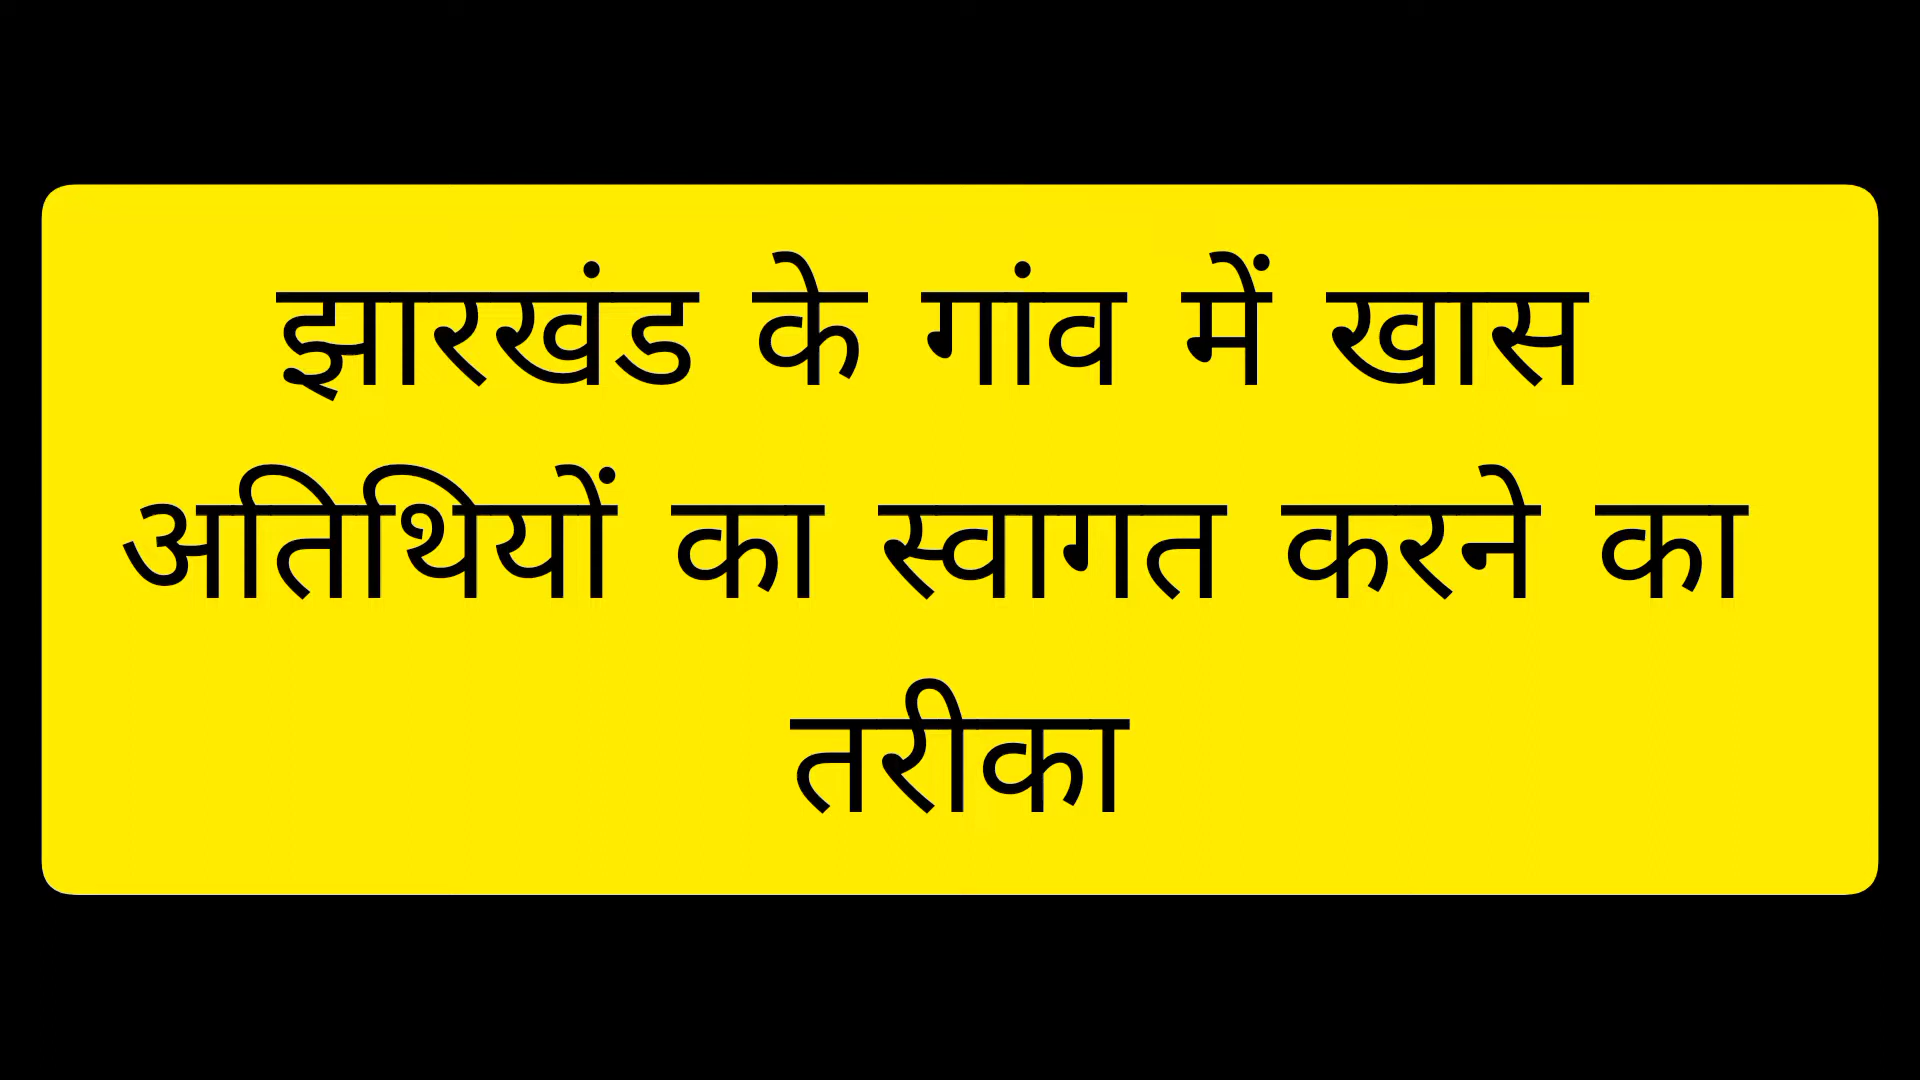 झारखंड के गांव में खास
अतिथियों का स्वागत करने का
तरीका